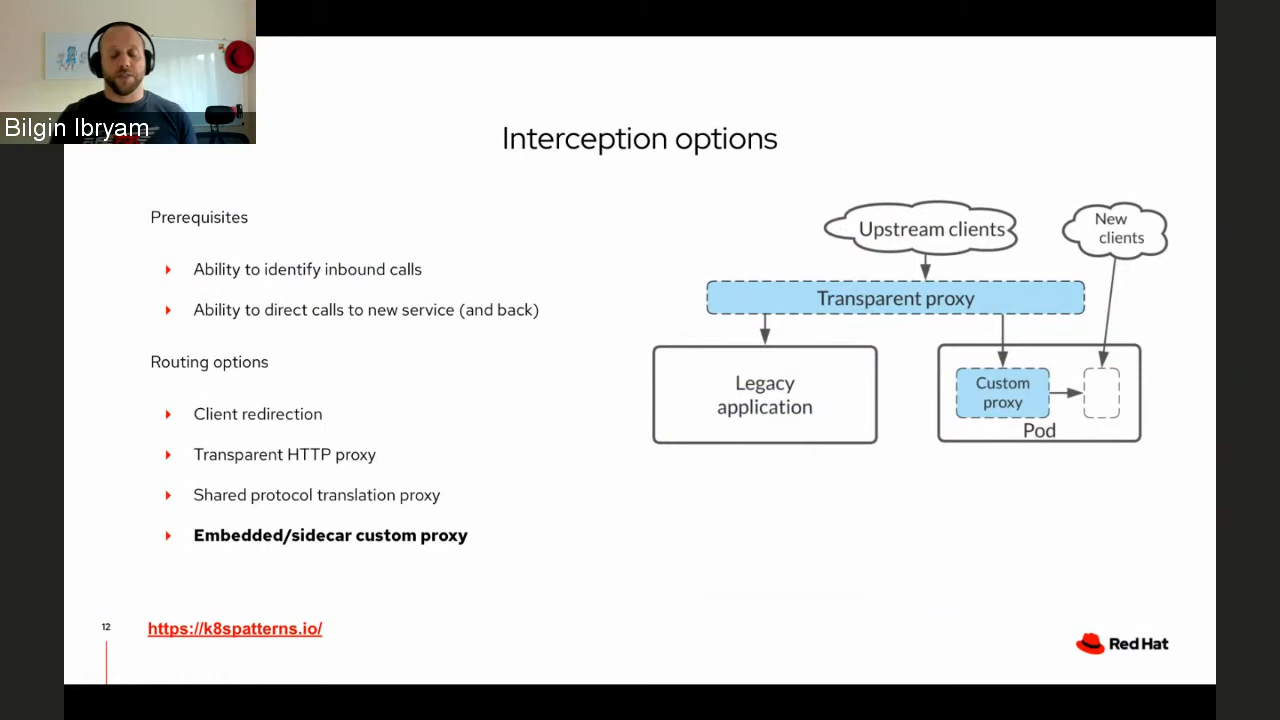 Bilgin Ibryam
Interception options
Prerequisites
Ability to identify inbound calls
Ability to direct calls to new service (and back)
Routing options
Client redirection
Transparent HTTP proxy
Shared protocol translation proxy
Embedded/sidecar custom proxy
Upstream clients
New
clients
Transparent proxy
Legacy
application
Custom
proxy
Pod
12
https://k8spatterns.io/
Red Hat